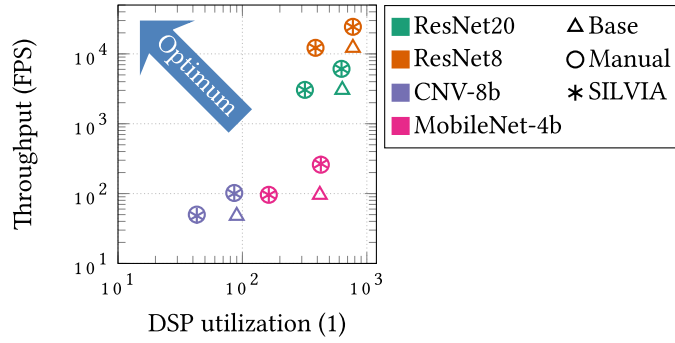 Throughput (FPS)
10^4
10^3
10^2
10^1
Optimum
10^1 10^2 10^3
DSP utilization (1)
ResNet20
ResNet8
CNV-8b
MobileNet-4b
Base
Manual
SILVIA